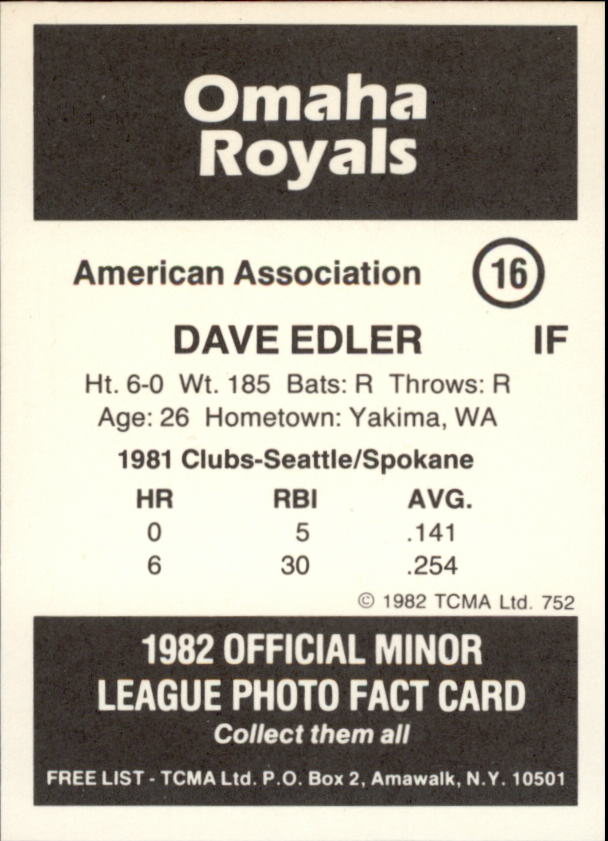 Omaha
Royals
American Association 16
DAVE EDLER IF
Ht. 6-0 Wt. 185 Bats: R Throws: R
Age: 26 Hometown: Yakima, WA
1981 Clubs-Seattle/Spokane
HR RBI AVG.
0 5 .141
6 30 .254
© 1982 TCMA Ltd. 752
1982 OFFICIAL MINOR
LEAGUE PHOTO FACT CARD
Collect them all
FREE LIST - TCMA Ltd. P.O. Box 2, Amawalk, N.Y. 10501